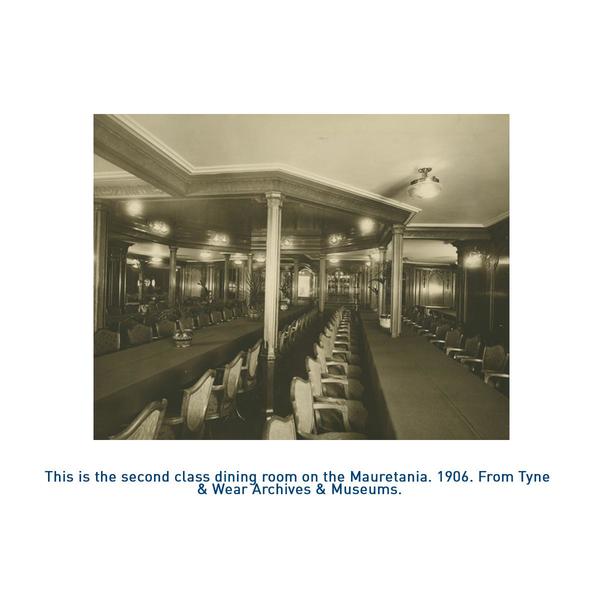 This is the second class dining room on the Mauretania. 1906. From Tyne
& Wear Archives & Museums.